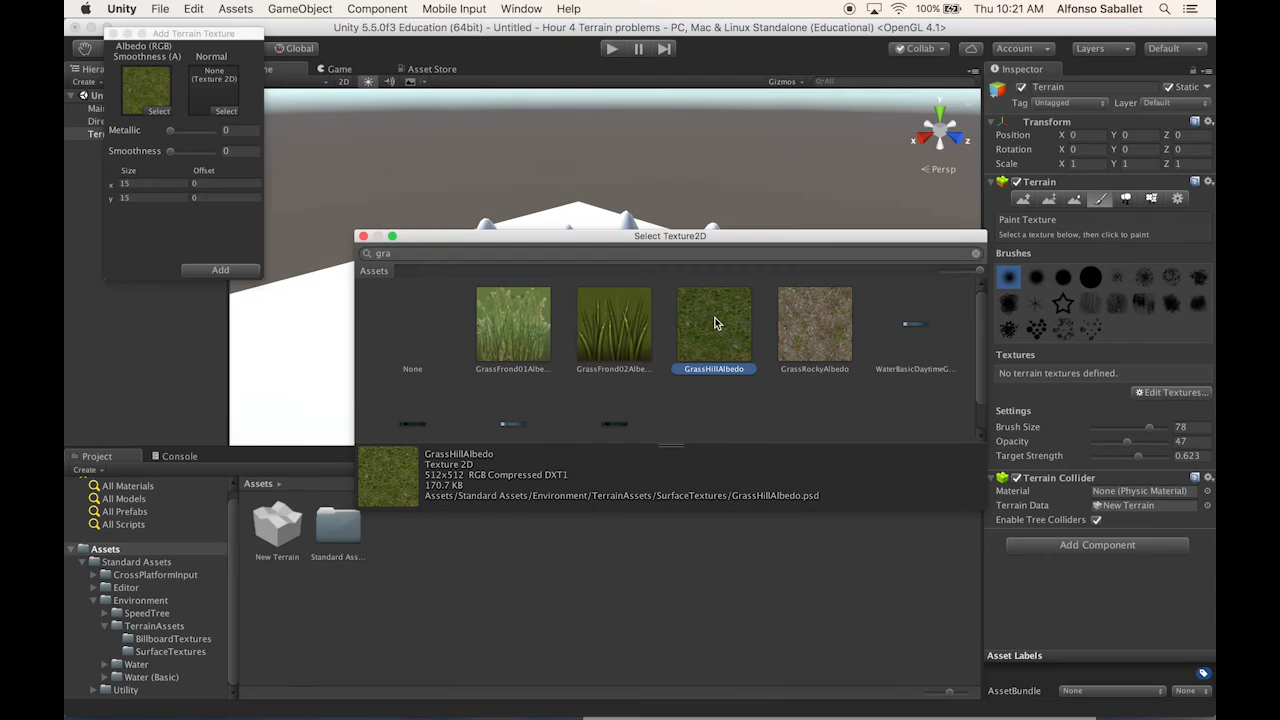 Unity File Edit Assets GameObject Component Mobile Input Window Help 100% Thu 10:21 AM Alfonso Saballet
Unity 5.5.0f3 Education (64bit) - Untitled - Hour 4 Terrain problems - PC, Mac & Linux Standalone (Educational) <OpenGL 4.1>
Add Terrain Texture
Albedo (RGB)
Smoothness (A)
Normal
None
(Texture 2D)
Select
Select
Metallic 0
Smoothness 0
Size Offset
x 15 0
y 15 0
Add
Global
Collab
Account
Layers
Default
Hiera
Create
Un
Main
Dire
Terr
ne
Game
Asset Store
2D
Gizmos
All
y
x
z
Persp
Select Texture2D
gra
Assets
None
GrassFrond01Albe...
GrassFrond02Albe...
GrassHillAlbedo
GrassRockyAlbedo
WaterBasicDaytimeG...
GrassHillAlbedo
Texture 2D
512x512 RGB Compressed DXT1
170.7 KB
Assets/Standard Assets/Environment/TerrainAssets/SurfaceTextures/GrassHillAlbedo.psd
Project
Console
Create
All Materials
All Models
All Prefabs
All Scripts
Assets
Standard Assets
CrossPlatformInput
Editor
Environment
SpeedTree
TerrainAssets
BillboardTextures
SurfaceTextures
Water
Water (Basic)
Utility
Assets
New Terrain
Standard Ass...
Inspector
Terrain Static
Tag Untagged Layer Default
Transform
Position X 0 Y 0 Z 0
Rotation X 0 Y 0 Z 0
Scale X 1 Y 1 Z 1
Terrain
Paint Texture
Select a texture below, then click to paint
Brushes
Textures
No terrain textures defined.
Edit Textures...
Settings
Brush Size 78
Opacity 47
Target Strength 0.623
Terrain Collider
Material None (Physic Material)
Terrain Data New Terrain
Enable Tree Colliders
Add Component
Asset Labels
AssetBundle None None